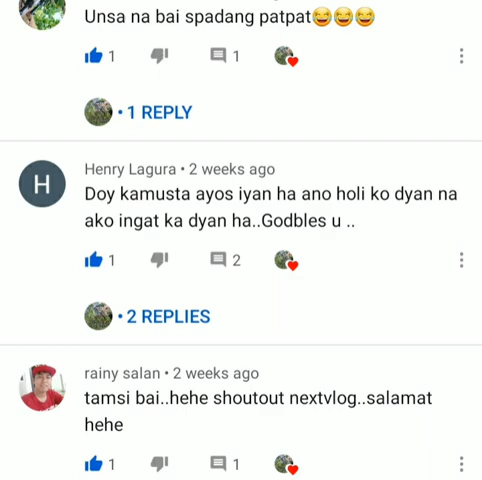 Unsa na bai spadang patpat😂😂😂
1 1
• 1 REPLY
H
Henry Lagura • 2 weeks ago
Doy kamusta ayos iyan ha ano holi ko dyan na
ako ingat ka dyan ha..Godbles u ..
1 2
• 2 REPLIES
rainy salan • 2 weeks ago
tamsi bai..hehe shoutout nextvlog..salamat
hehe
1 1